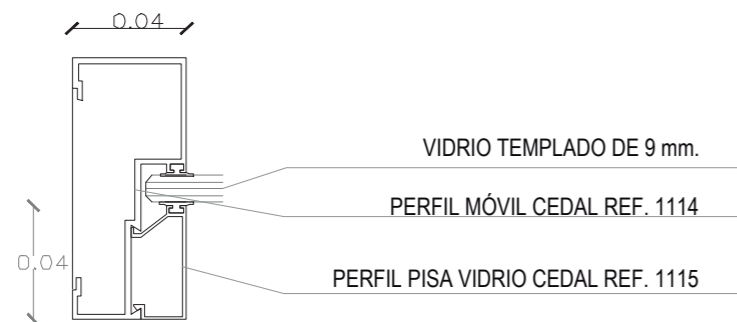 0.04
VIDRIO TEMPLADO DE 9 mm.
PERFIL MÓVIL CEDAL REF. 1114
0.04
PERFIL PISA VIDRIO CEDAL REF. 1115